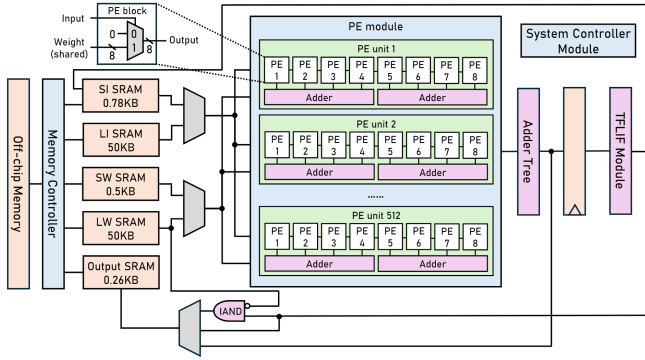 Input
PE block
0
0
1
8
8
Output
Weight
(shared)
PE module
System Controller
Module
Off-chip Memory
Memory Controller
SI SRAM
0.78KB
LI SRAM
50KB
SW SRAM
0.5KB
LW SRAM
50KB
Output SRAM
0.26KB
PE unit 1
PE PE PE PE PE PE PE PE
1 2 3 4 5 6 7 8
Adder Adder
PE unit 2
PE PE PE PE PE PE PE PE
1 2 3 4 5 6 7 8
Adder Adder
......
PE unit 512
PE PE PE PE PE PE PE PE
1 2 3 4 5 6 7 8
Adder Adder
Adder Tree
TFLIF Module
IAND